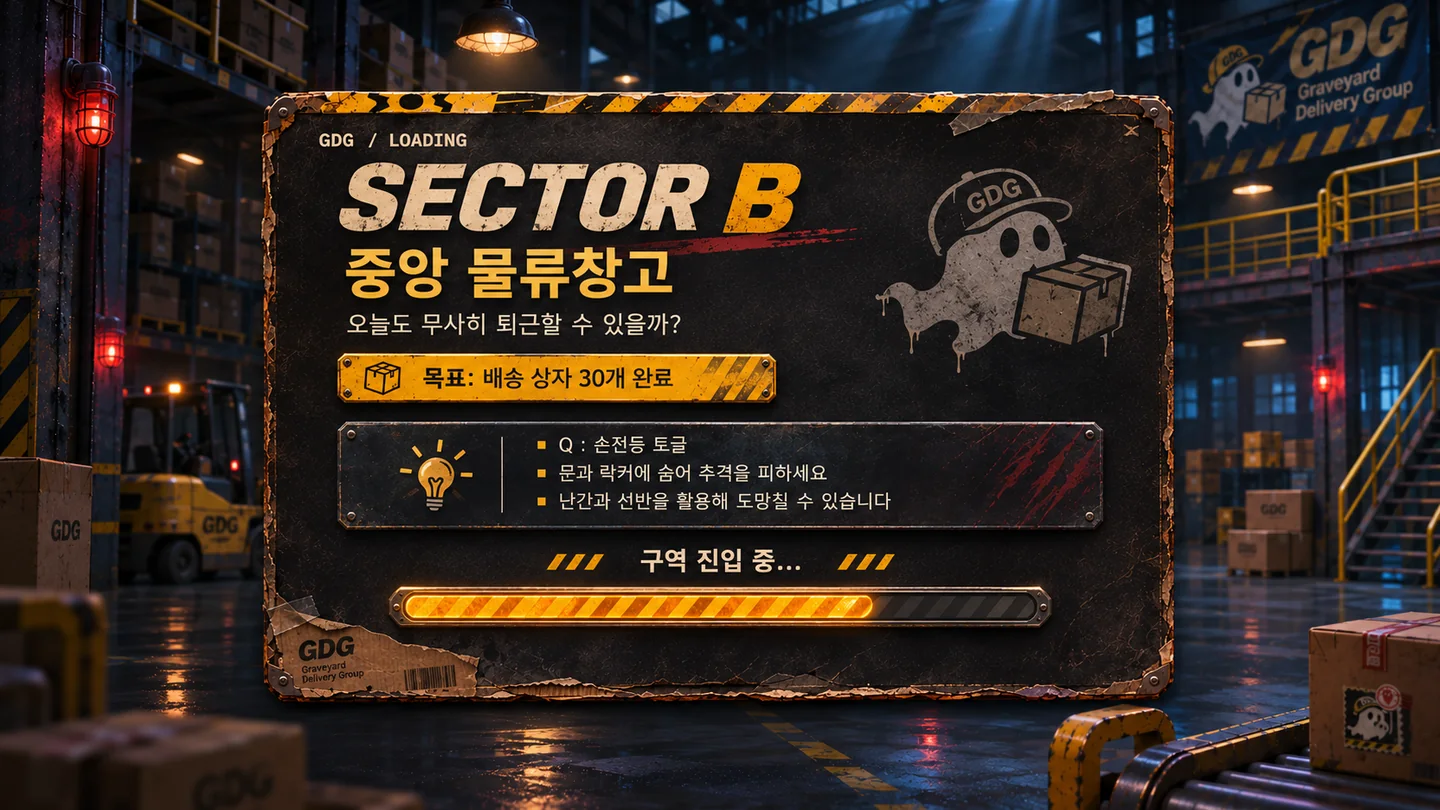 GDG
Graveyard
Delivery Group
GDG / LOADING
SECTOR B
중앙 물류창고
오늘도 무사히 퇴근할 수 있을까?
목표: 배송 상자 30개 완료
Q : 손전등 토글
문과 락커에 숨어 추격을 피하세요
난간과 선반을 활용해 도망칠 수 있습니다
구역 진입 중...
GDG
GDG
GDG
GDG
GDG
Graveyard
Delivery Group
GDG